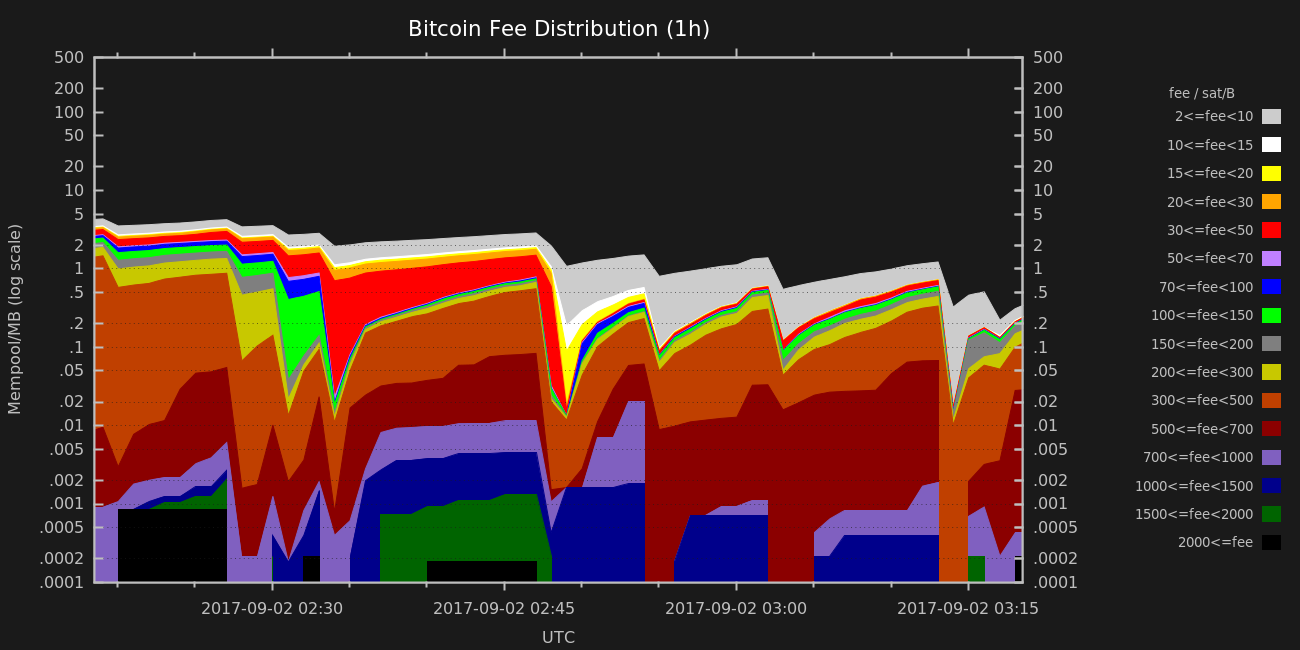 Bitcoin Fee Distribution (1h)
Mempool/MB (log scale)
500
200
100
50
20
10
5
2
1
.5
.2
.1
.05
.02
.01
.005
.002
.001
.0005
.0002
.0001
500
200
100
50
20
10
5
2
1
.5
.2
.1
.05
.02
.01
.005
.002
.001
.0005
.0002
.0001
fee / sat/B
2<=fee<10
10<=fee<15
15<=fee<20
20<=fee<30
30<=fee<50
50<=fee<70
70<=fee<100
100<=fee<150
150<=fee<200
200<=fee<300
300<=fee<500
500<=fee<700
700<=fee<1000
1000<=fee<1500
1500<=fee<2000
2000<=fee
2017-09-02 02:30
2017-09-02 02:45
2017-09-02 03:00
2017-09-02 03:15
UTC